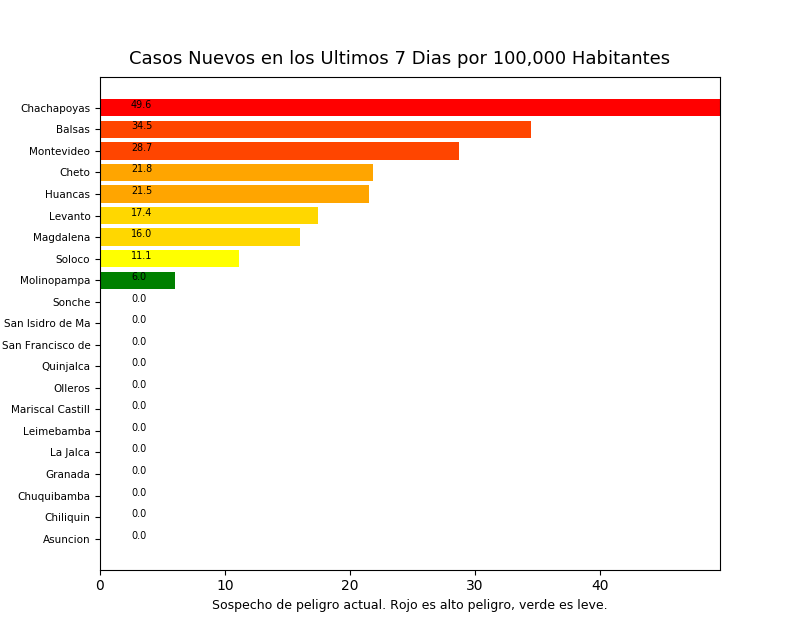 Casos Nuevos en los Ultimos 7 Dias por 100,000 Habitantes
Chachapoyas 49.6
Balsas 34.5
Montevideo 28.7
Cheto 21.8
Huancas 21.5
Levanto 17.4
Magdalena 16.0
Soloco 11.1
Molinopampa 6.0
Sonche 0.0
San Isidro de Ma 0.0
San Francisco de 0.0
Quinjalca 0.0
Olleros 0.0
Mariscal Castill 0.0
Leimebamba 0.0
La Jalca 0.0
Granada 0.0
Chuquibamba 0.0
Chiliquin 0.0
Asuncion 0.0
0 10 20 30 40
Sospecho de peligro actual. Rojo es alto peligro, verde es leve.